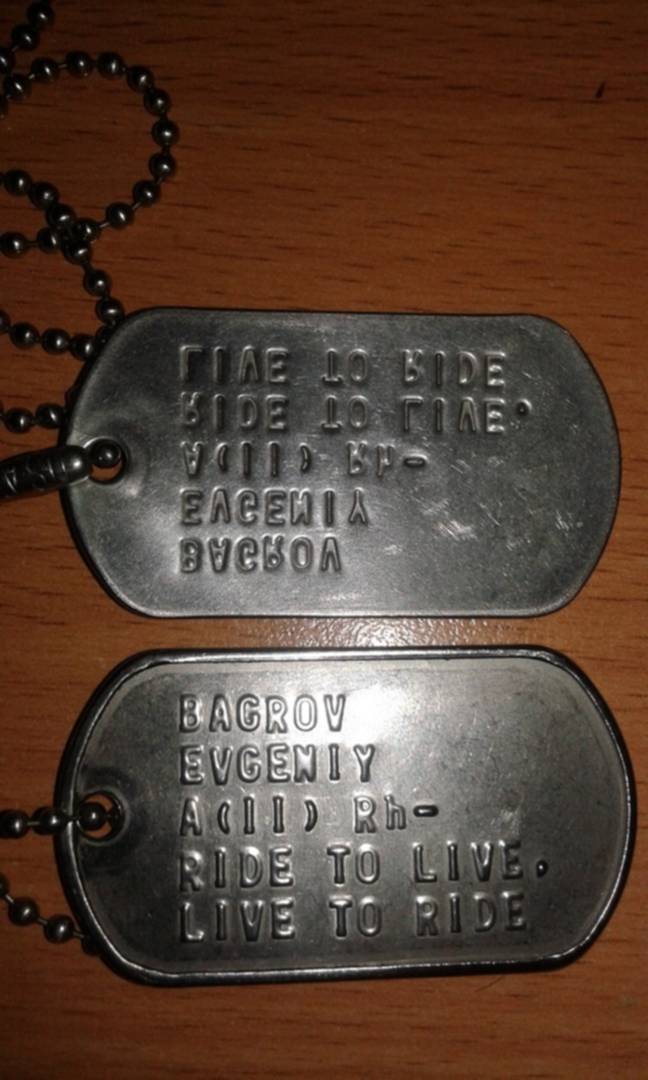 LIVE TO RIDE
RIDE TO LIVE.
A(II) Rh-
EVGENIY
BAGROV
BAGROV
EVGENIY
A(II) Rh-
RIDE TO LIVE.
LIVE TO RIDE